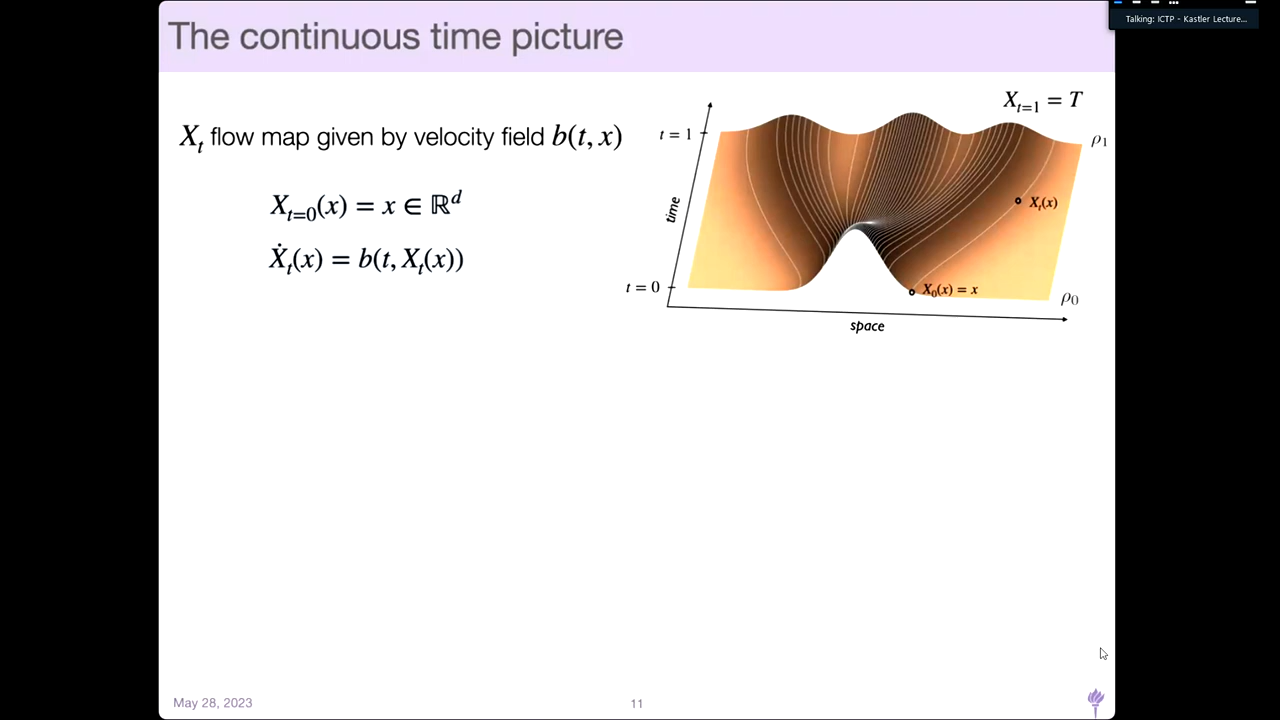 Talking: ICTP - Kastler Lecture...
The continuous time picture
X_{t=1} = T
X_t flow map given by velocity field b(t, x)
t = 1
ρ_1
X_{t=0}(x) = x ∈ ℝ^d
X_t(x)
time
Ẋ_t(x) = b(t, X_t(x))
t = 0
X_0(x) = x
ρ_0
space
May 28, 2023
11